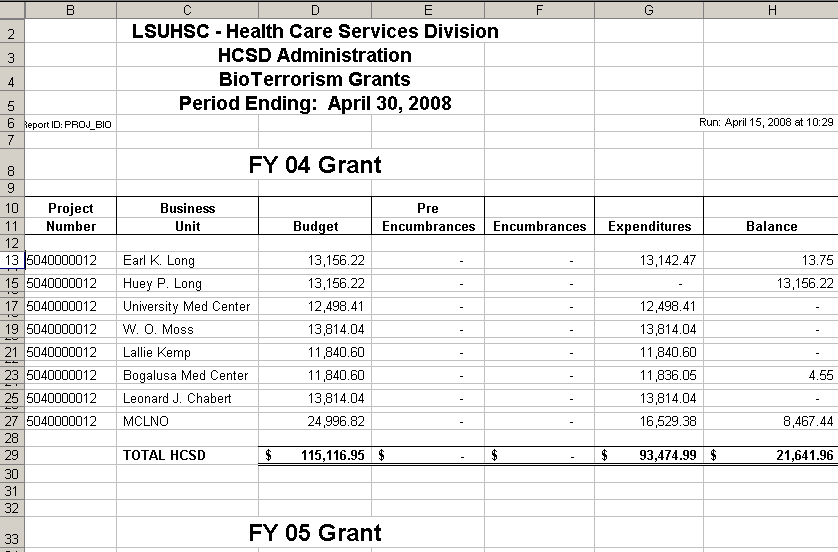 B C D E F G H
2 LSUHSC - Health Care Services Division
3 HCSD Administration
4 BioTerrorism Grants
5 Period Ending: April 30, 2008
6 Report ID: PROJ_BIO Run: April 15, 2008 at 10:29
7
8 FY 04 Grant
9
10 Project Business Pre
11 Number Unit Budget Encumbrances Encumbrances Expenditures Balance
12
13 5040000012 Earl K. Long 13,156.22 - - 13,142.47 13.75
15 5040000012 Huey P. Long 13,156.22 - - - 13,156.22
17 5040000012 University Med Center 12,498.41 - - 12,498.41 -
19 5040000012 W. O. Moss 13,814.04 - - 13,814.04 -
21 5040000012 Lallie Kemp 11,840.60 - - 11,840.60 -
23 5040000012 Bogalusa Med Center 11,840.60 - - 11,836.05 4.55
25 5040000012 Leonard J. Chabert 13,814.04 - - 13,814.04 -
27 5040000012 MCLNO 24,996.82 - - 16,529.38 8,467.44
28
29 TOTAL HCSD $ 115,116.95 $ - $ - $ 93,474.99 $ 21,641.96
30
31
32
33 FY 05 Grant